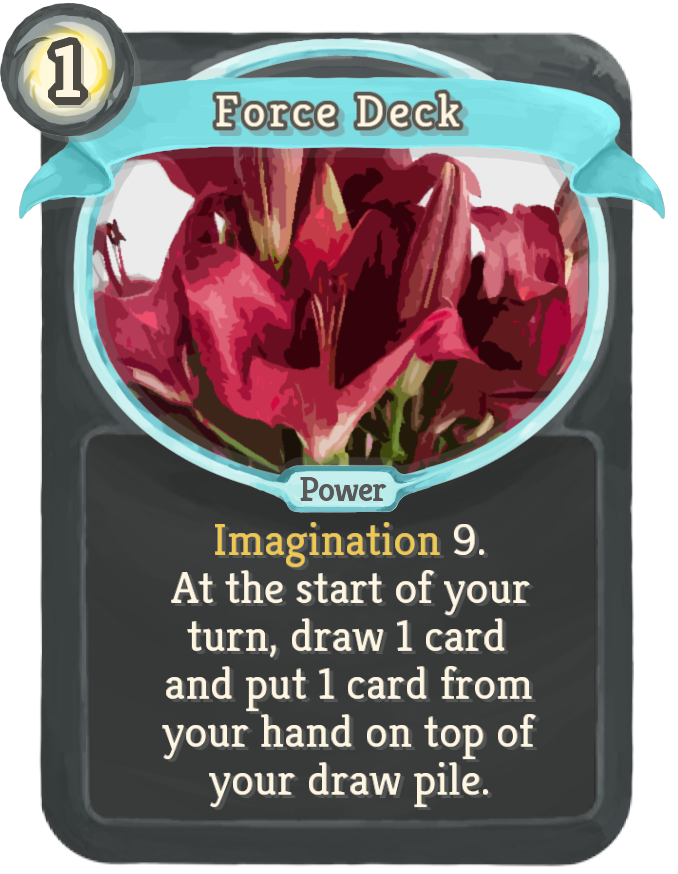 1
Force Deck
Power
Imagination 9.
At the start of your
turn, draw 1 card
and put 1 card from
your hand on top of
your draw pile.